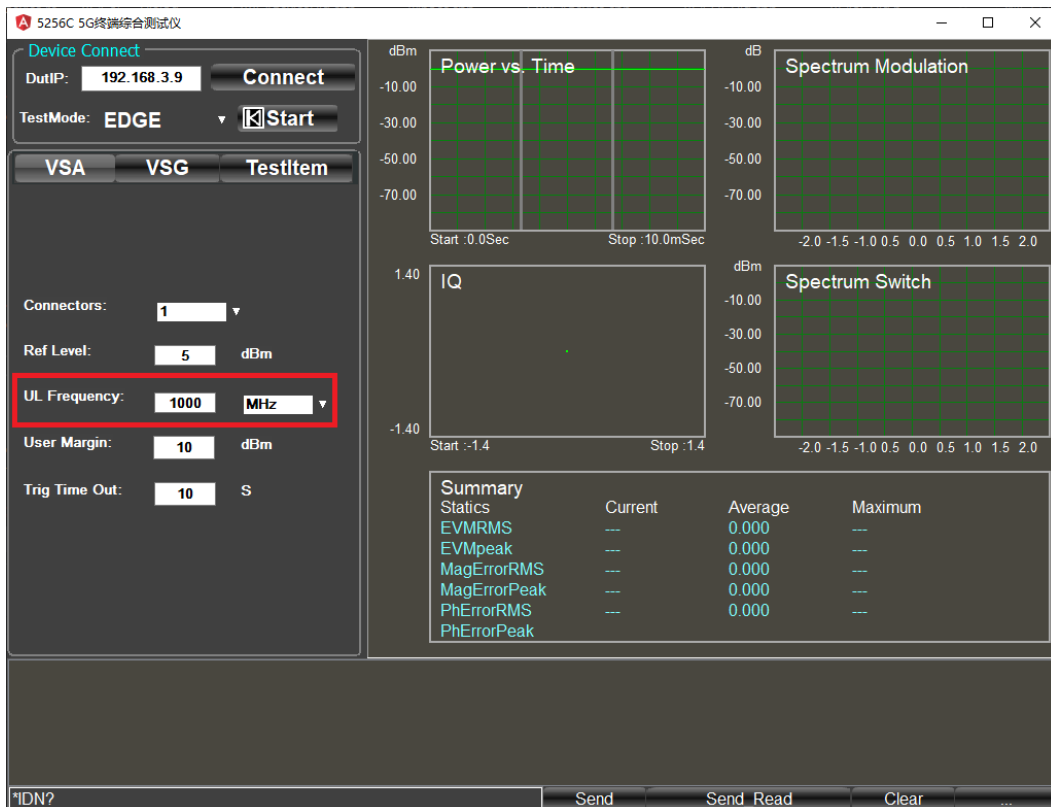 5256C 5G终端综合测试仪
Device Connect
DutIP: 192.168.3.9 Connect
TestMode: EDGE Start
VSA VSG TestItem
Connectors: 1
Ref Level: 5 dBm
UL Frequency: 1000 MHz
User Margin: 10 dBm
Trig Time Out: 10 S
dBm
Power vs. Time
-10.00
-30.00
-50.00
-70.00
Start :0.0Sec Stop :10.0mSec
dB
Spectrum Modulation
-10.00
-30.00
-50.00
-70.00
-2.0 -1.5 -1.0 0.5 0.0 0.5 1.0 1.5 2.0
1.40
IQ
-1.40
Start :-1.4 Stop :1.4
dBm
Spectrum Switch
-10.00
-30.00
-50.00
-70.00
-2.0 -1.5 -1.0 0.5 0.0 0.5 1.0 1.5 2.0
Summary
Statics Current Average Maximum
EVMRMS --- 0.000 ---
EVMpeak --- 0.000 ---
MagErrorRMS --- 0.000 ---
MagErrorPeak --- 0.000 ---
PhErrorRMS --- 0.000 ---
PhErrorPeak
*IDN? Send Send Read Clear ...